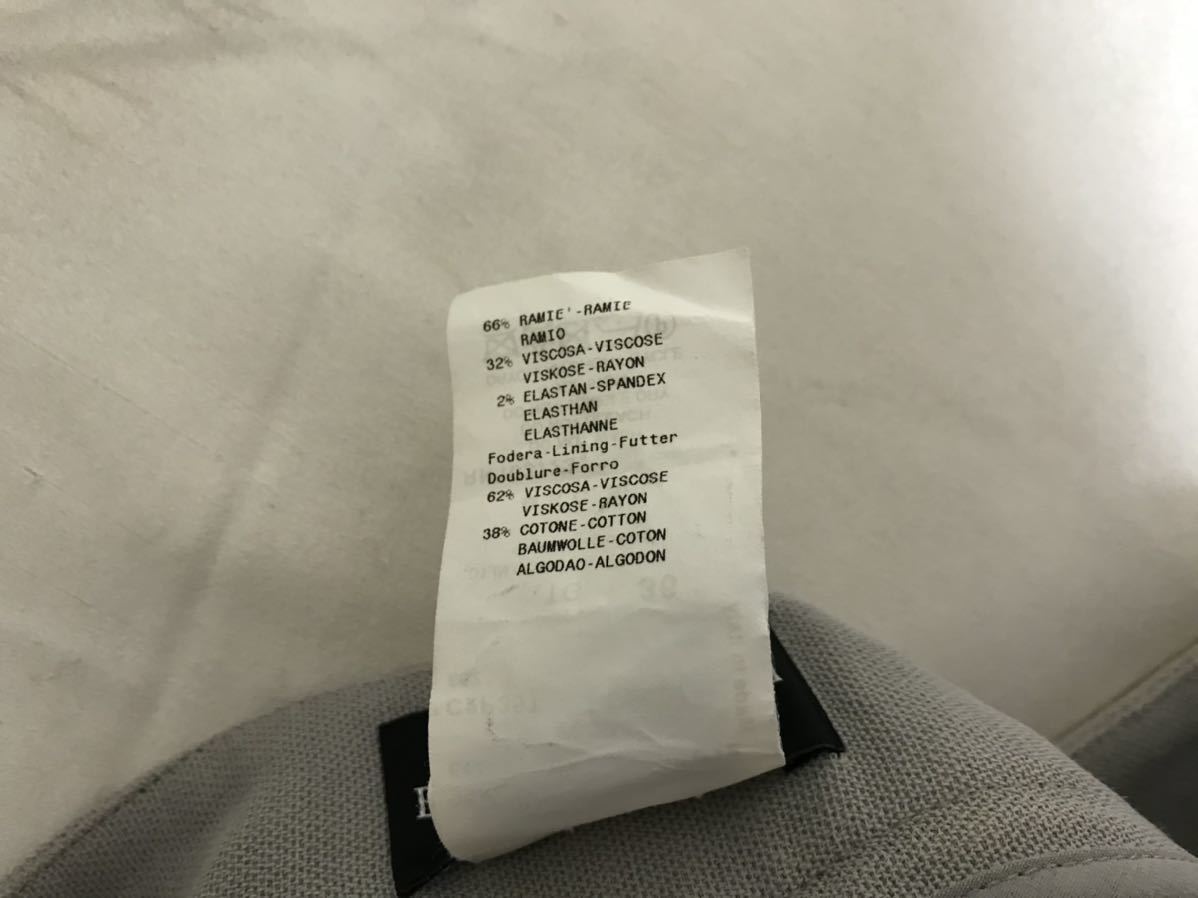 66% RAMIE'-RAMIE
RAMIO
32% VISCOSA-VISCOSE
VISKOSE-RAYON
2% ELASTAN-SPANDEX
ELASTHAN
ELASTHANNE
Fodera-Lining-Futter
Doublure-Forro
62% VISCOSA-VISCOSE
VISKOSE-RAYON
38% COTONE-COTTON
BAUMWOLLE-COTON
ALGODAO-ALGODON